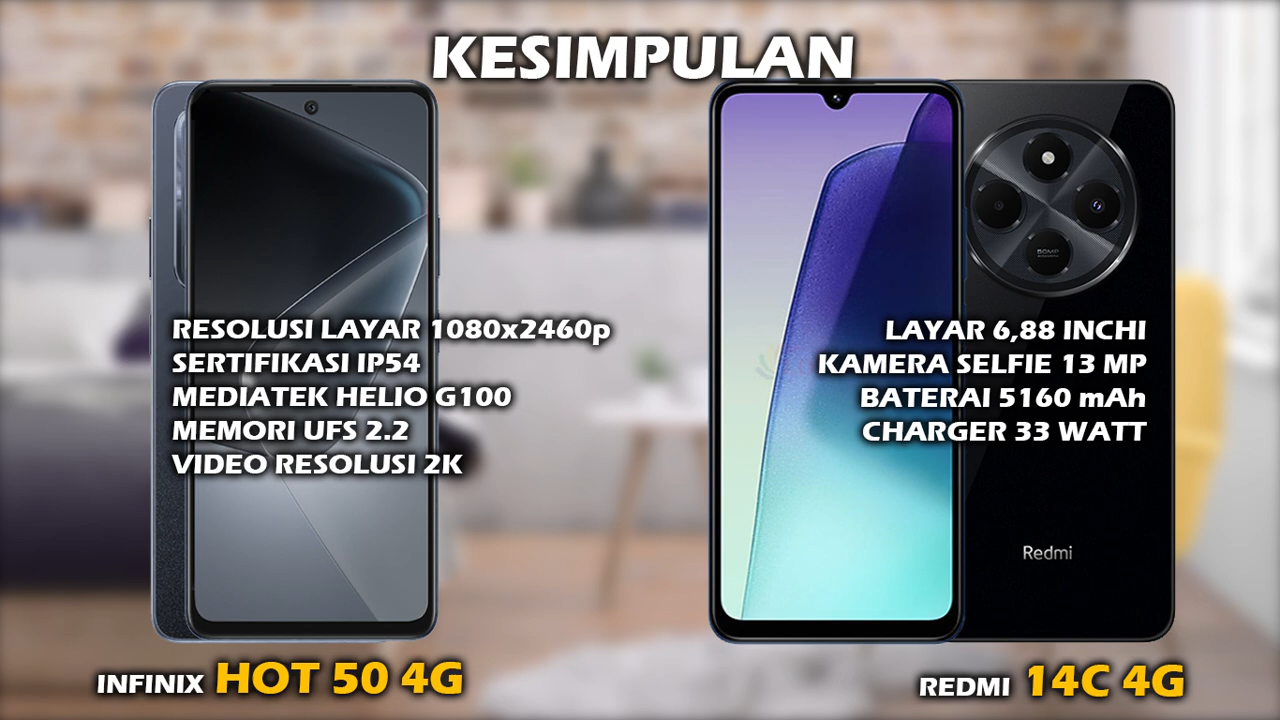 KESIMPULAN
RESOLUSI LAYAR 1080x2460p
SERTIFIKASI IP54
MEDIATEK HELIO G100
MEMORI UFS 2.2
VIDEO RESOLUSI 2K
INFINIX HOT 50 4G
50MP
LAYAR 6,88 INCHI
KAMERA SELFIE 13 MP
BATERAI 5160 mAh
CHARGER 33 WATT
Redmi
REDMI 14C 4G